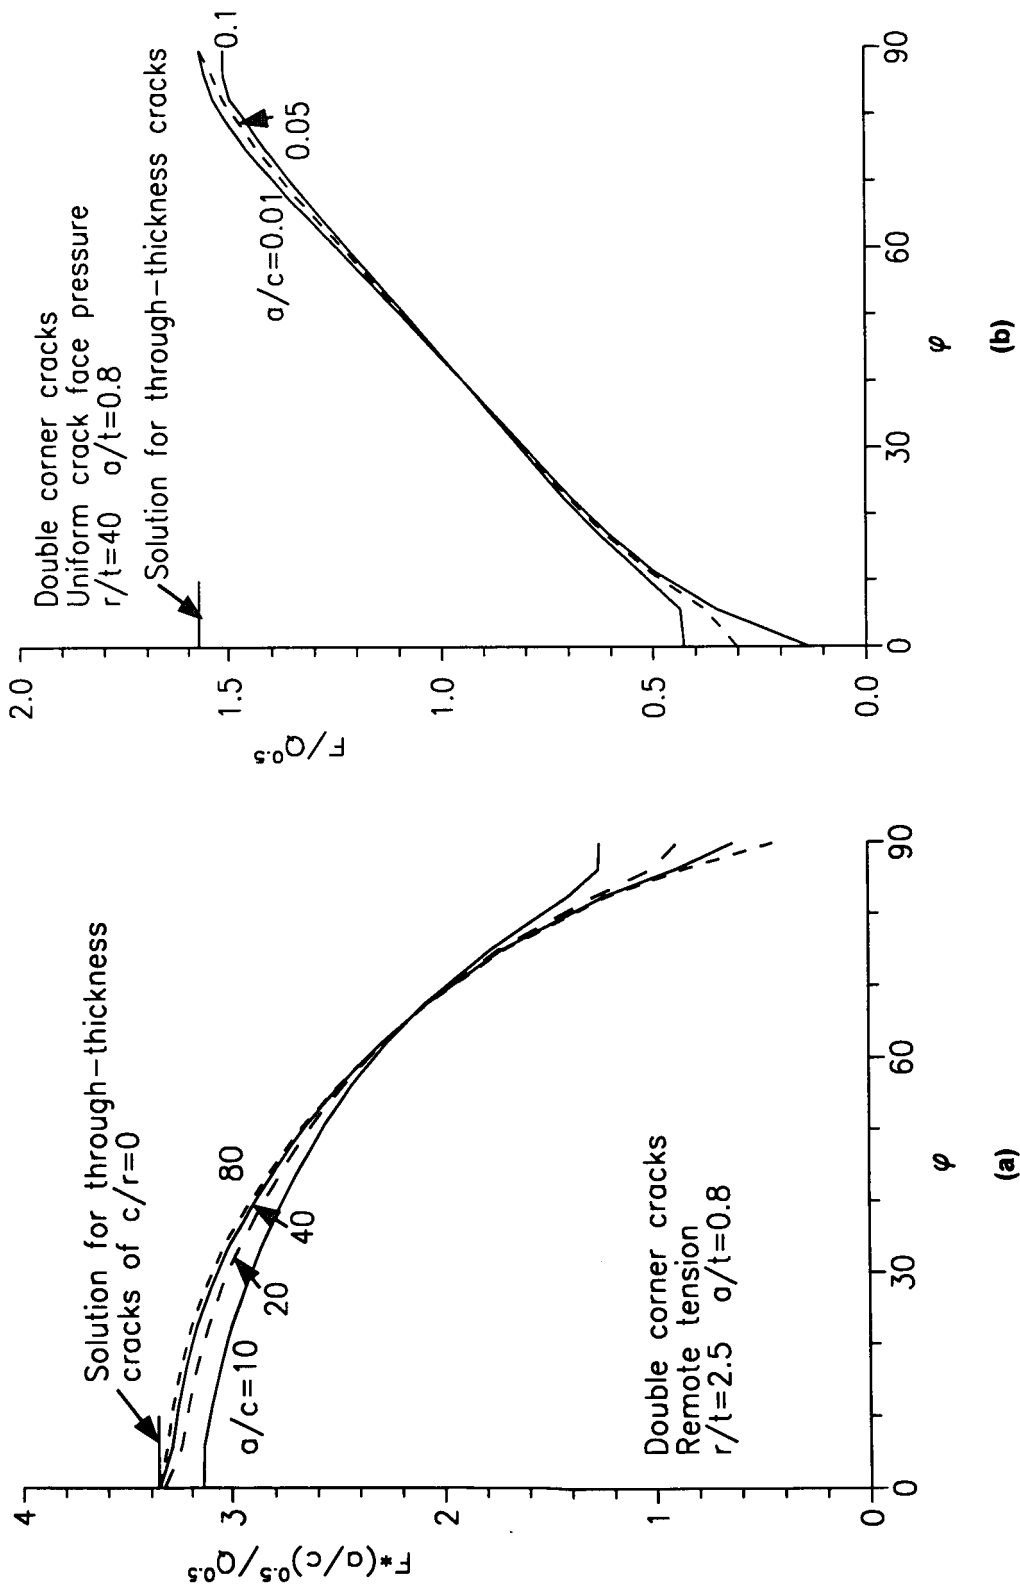 Solution for through-thickness
cracks of c/r=0
a/c=10
20
40
80
Double corner cracks
Remote tension
r/t=2.5 a/t=0.8
F*(a/c)^0.5/Q^0.5
4
3
2
1
0
0
30
60
90
φ
(a)
Double corner cracks
Uniform crack face pressure
r/t=40 a/t=0.8
Solution for through-thickness cracks
a/c=0.01
0.05
0.1
F/Q^0.5
2.0
1.5
1.0
0.5
0.0
0
30
60
90
φ
(b)